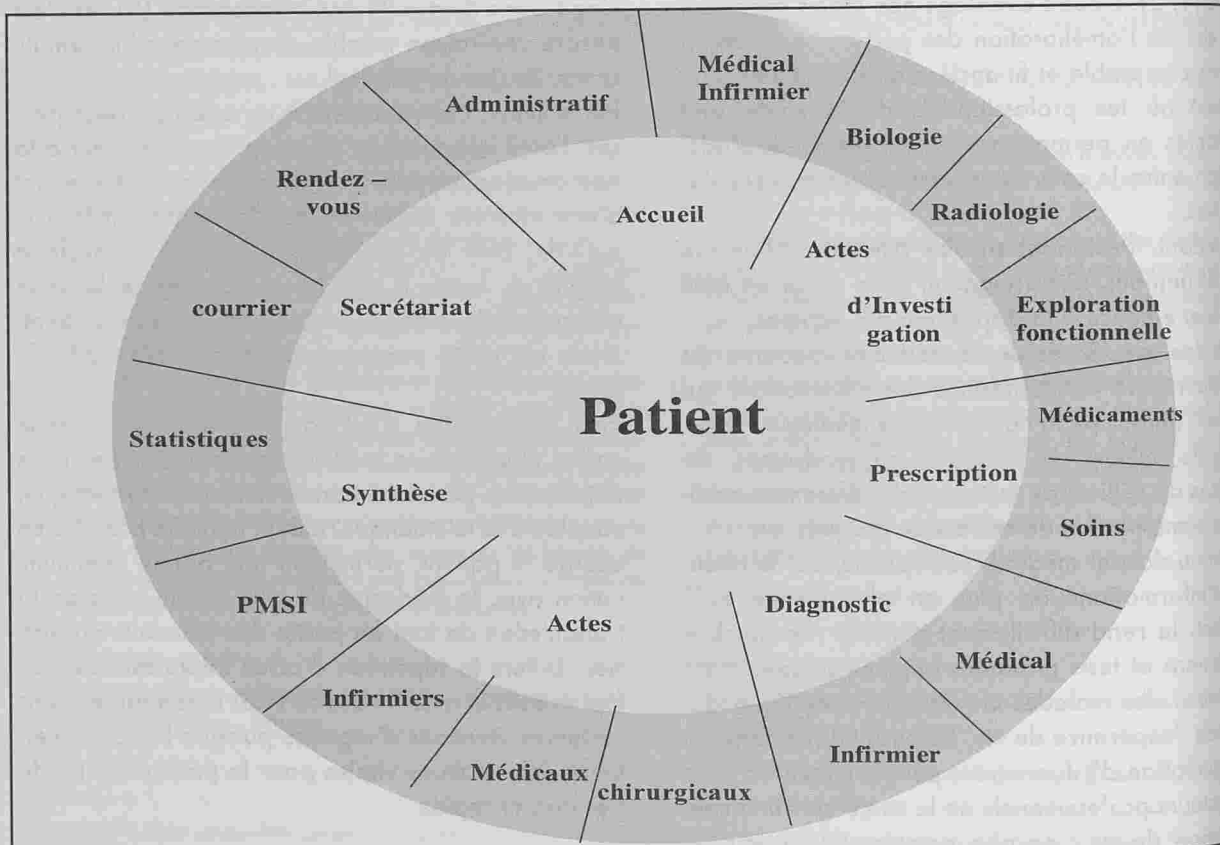 Médical
Infirmier
Administratif
Biologie
Rendez –
vous
Accueil
Radiologie
Actes
courrier
Secrétariat
d'Investi
gation
Exploration
fonctionnelle
Patient
Médicaments
Statistiques
Prescription
Synthèse
Soins
PMSI
Actes
Diagnostic
Médical
Infirmiers
Infirmier
Médicaux
chirurgicaux